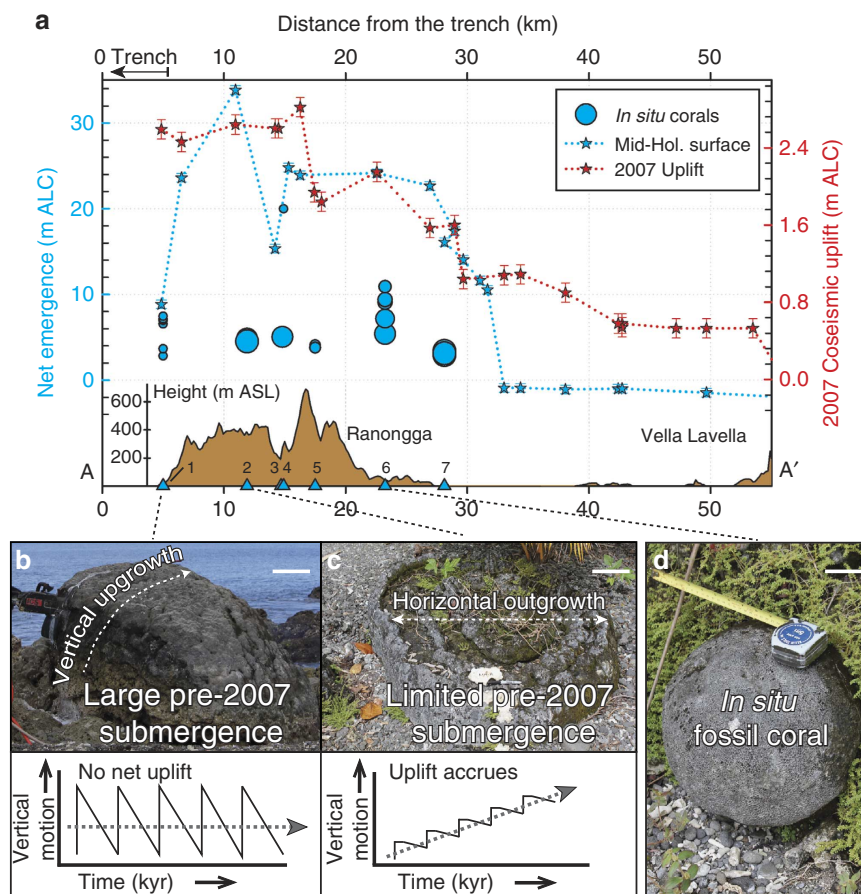 a
Distance from the trench (km)
0 Trench 10 20 30 40 50
In situ corals
Mid-Hol. surface
2007 Uplift
Net emergence (m ALC)
30
20
10
0
2007 Coseismic uplift (m ALC)
2.4
1.6
0.8
0.0
Height (m ASL)
600
400
200
Ranongga
Vella Lavella
A
A′
1 2 3 4 5 6 7
0 10 20 30 40 50
b
Vertical upgrowth
Large pre-2007
submergence
c
Horizontal outgrowth
Limited pre-2007
submergence
d
In situ
fossil coral
No net uplift
Vertical
motion
Time (kyr)
Uplift accrues
Vertical
motion
Time (kyr)